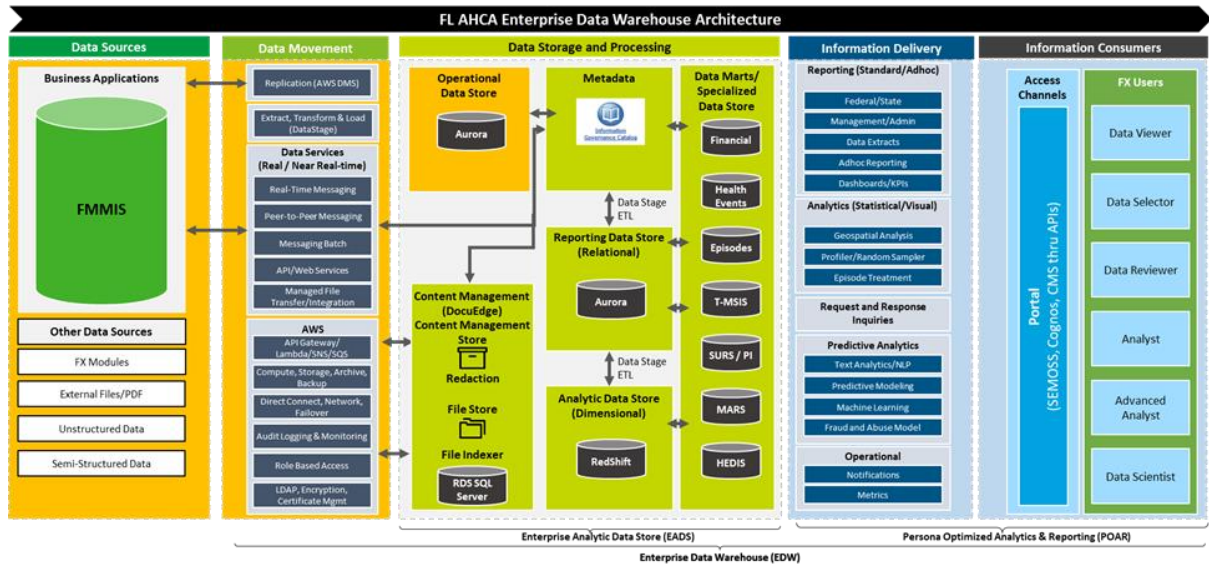 FL AHCA Enterprise Data Warehouse Architecture
Data Sources
Business Applications
FMMIS
Other Data Sources
FX Modules
External Files/PDF
Unstructured Data
Semi-Structured Data
Data Movement
Replication (AWS DMS)
Extract, Transform & Load
(DataStage)
Data Services
(Real / Near Real-time)
Real-Time Messaging
Peer-to-Peer Messaging
Messaging Batch
API/Web Services
Managed File
Transfer/Integration
AWS
API Gateway/
Lambda/SNS/SQS
Compute, Storage, Archive,
Backup
Direct Connect, Network,
Failover
Audit Logging & Monitoring
Role Based Access
LDAP, Encryption,
Certificate Mgmt
Data Storage and Processing
Operational
Data Store
Aurora
Content Management
(DocuEdge)
Content Management
Store
Redaction
File Store
File Indexer
RDS SQL
Server
Metadata
Information
Governance Catalog
Data Stage
ETL
Reporting Data Store
(Relational)
Aurora
Data Stage
ETL
Analytic Data Store
(Dimensional)
RedShift
Data Marts/
Specialized
Data Store
Financial
Health
Events
Episodes
T-MSIS
SURS / PI
MARS
HEDIS
Information Delivery
Reporting (Standard/Adhoc)
Federal/State
Management/Admin
Data Extracts
Adhoc Reporting
Dashboards/KPIs
Analytics (Statistical/Visual)
Geospatial Analysis
Profiler/Random Sampler
Episode Treatment
Request and Response
Inquiries
Predictive Analytics
Text Analytics/NLP
Predictive Modeling
Machine Learning
Fraud and Abuse Model
Operational
Notifications
Metrics
Information Consumers
Access
Channels
Portal
(SEMOSS, Cognos, CMS thru APIs)
FX Users
Data Viewer
Data Selector
Data Reviewer
Analyst
Advanced
Analyst
Data Scientist
Enterprise Analytic Data Store (EADS)
Persona Optimized Analytics & Reporting (POAR)
Enterprise Data Warehouse (EDW)